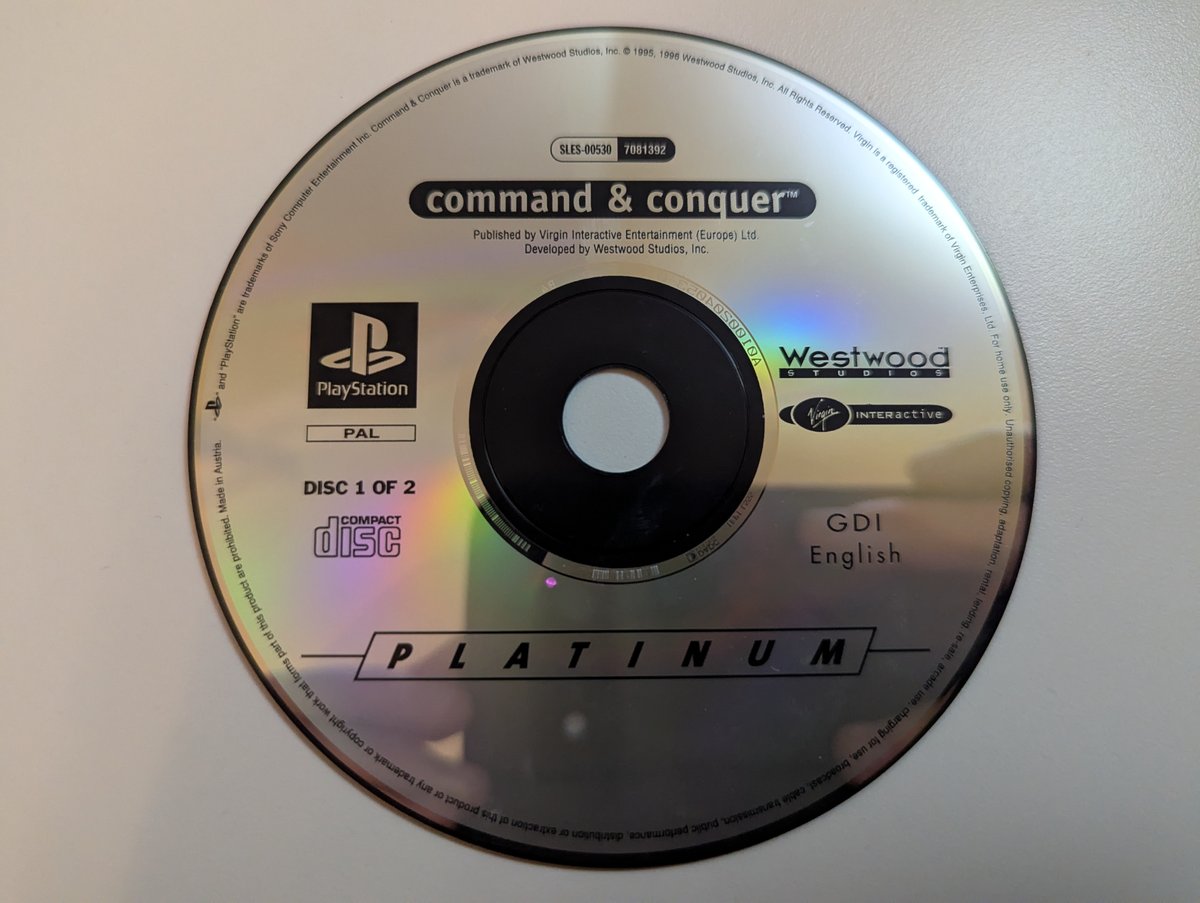 SLES-00530 7081392
command & conquer™
Published by Virgin Interactive Entertainment (Europe) Ltd.
Developed by Westwood Studios, Inc.
PlayStation
PAL
DISC 1 OF 2
COMPACT
disc
Westwood™
STUDIOS
Virgin INTERactive
GDI
English
PLATINUM
" and "PlayStation" are trademarks of Sony Computer Entertainment Inc. Command & Conquer is a trademark of Westwood Studios, Inc. © 1995, 1996 Westwood Studios, Inc. All Rights Reserved. Virgin is a registered trademark of Virgin Enterprises, Ltd. For home use only. Unauthorised copying, adaptation, rental, lending, re-sale, arcade use, charging for use, broadcast, cable transmission, public performance, distribution or extraction of this product or any trademark or copyright work that forms part of this product are prohibited. Made in Austria.